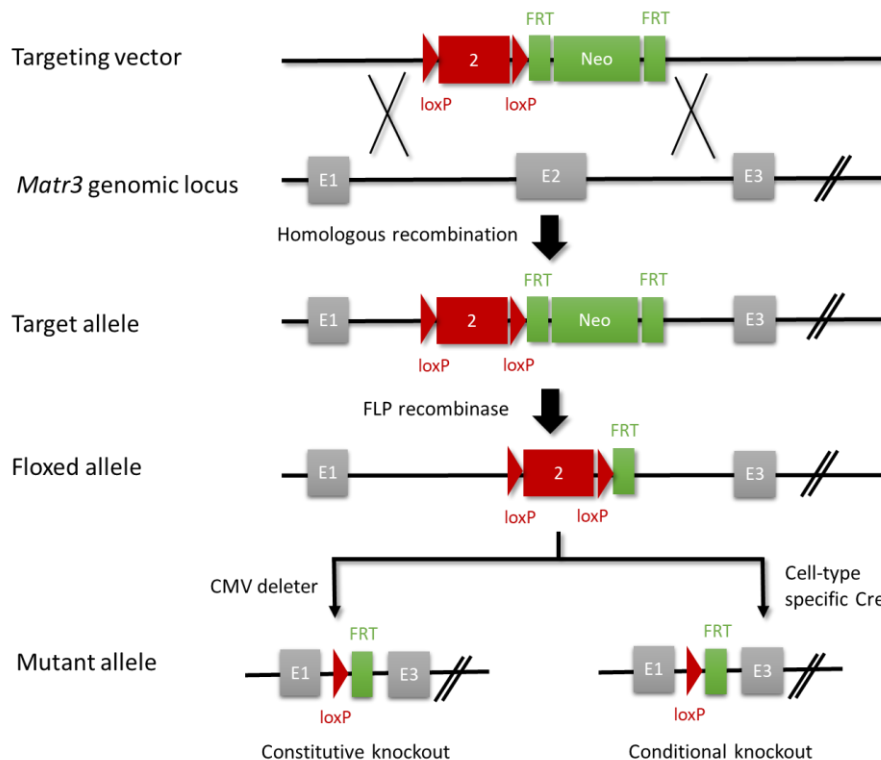 FRT FRT
Targeting vector
2 Neo
loxP loxP
Matr3 genomic locus
E1 E2 E3
Homologous recombination
FRT FRT
Target allele
E1 2 Neo E3
loxP loxP
FLP recombinase
FRT
Floxed allele
E1 2 E3
loxP loxP
CMV deleter
Cell-type
specific Cre
FRT FRT
Mutant allele
E1 E3 E1 E3
loxP loxP
Constitutive knockout Conditional knockout